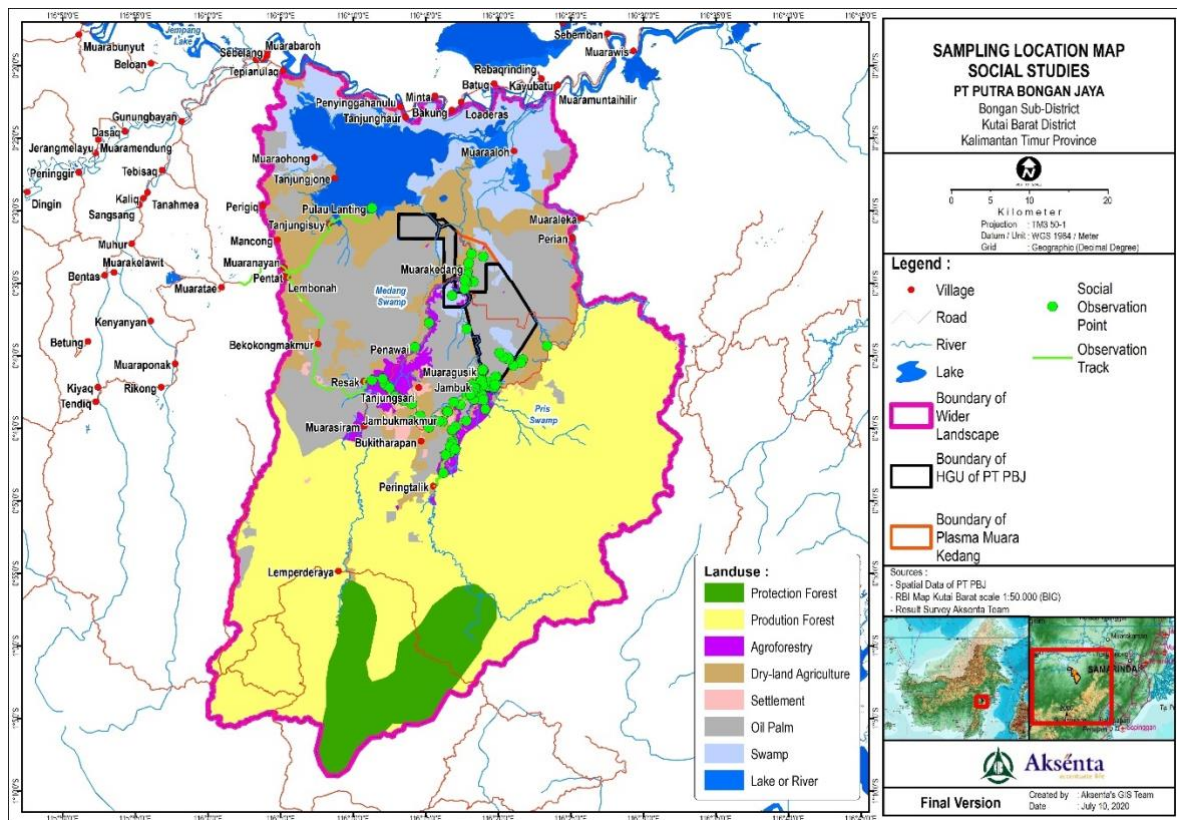 Jempang
Lake
Muarabunyut
Beloan
Sebelang
Muarabaroh
Tepianulaq
Sebemban
Muarawis
Rebaqrinding
Batuq
Kayubatu
Minta
Penyinggahanulu
Bakung
Muaramuntaihilir
Tanjunghaur
Loaderas
Gunungbayan
Dasaq
Jerangmelayu
Muaramendung
Peninggir
Tebisaq
Dingin
Kaliq
Tanahmea
Sangsang
Muaraohong
Muaraaloh
Tanjungjone
Perigiq
Pulau Lanting
Tanjungisuy
Muaraleka
Perian
Muhur
Mancong
Muarakelawit
Bentas
Muaranayan
Muarakedang
Pentat
Muaratae
Lembonah
Medang
Swamp
Kenyanyan
Betung
Bekokongmakmur
Penawai
Muaraponak
Muaragusik
Kiyaq
Rikong
Resak
Jambuk
Tendiq
Tanjungsari
Pris
Swamp
Muarasiram
Jambukmakmur
Bukitharapan
Peringtalik
Lemperderaya
Landuse :
Protection Forest
Prodution Forest
Agroforestry
Dry-land Agriculture
Settlement
Oil Palm
Swamp
Lake or River
SAMPLING LOCATION MAP
SOCIAL STUDIES
PT PUTRA BONGAN JAYA
Bongan Sub-District
Kutai Barat District
Kalimantan Timur Province
N
0 5 10 20
Kilometer
Projection : TM3 50-1
Datum / Unit : WGS 1984 / Meter
Grid : Geographic (Decimal Degree)
Legend :
Village
Road
River
Lake
Social
Observation
Point
Observation
Track
Boundary of
Wider
Landscape
Boundary of
HGU of PT PBJ
Boundary of
Plasma Muara
Kedang
Sources :
- Spatial Data of PT PBJ
- RBI Map Kutai Barat scale 1:50.000 (BIG)
- Result Survey Aksenta Team
SAMARINDA
Aksenta
Final Version
Created by : Aksenta's GIS Team
Date : July 10, 2020